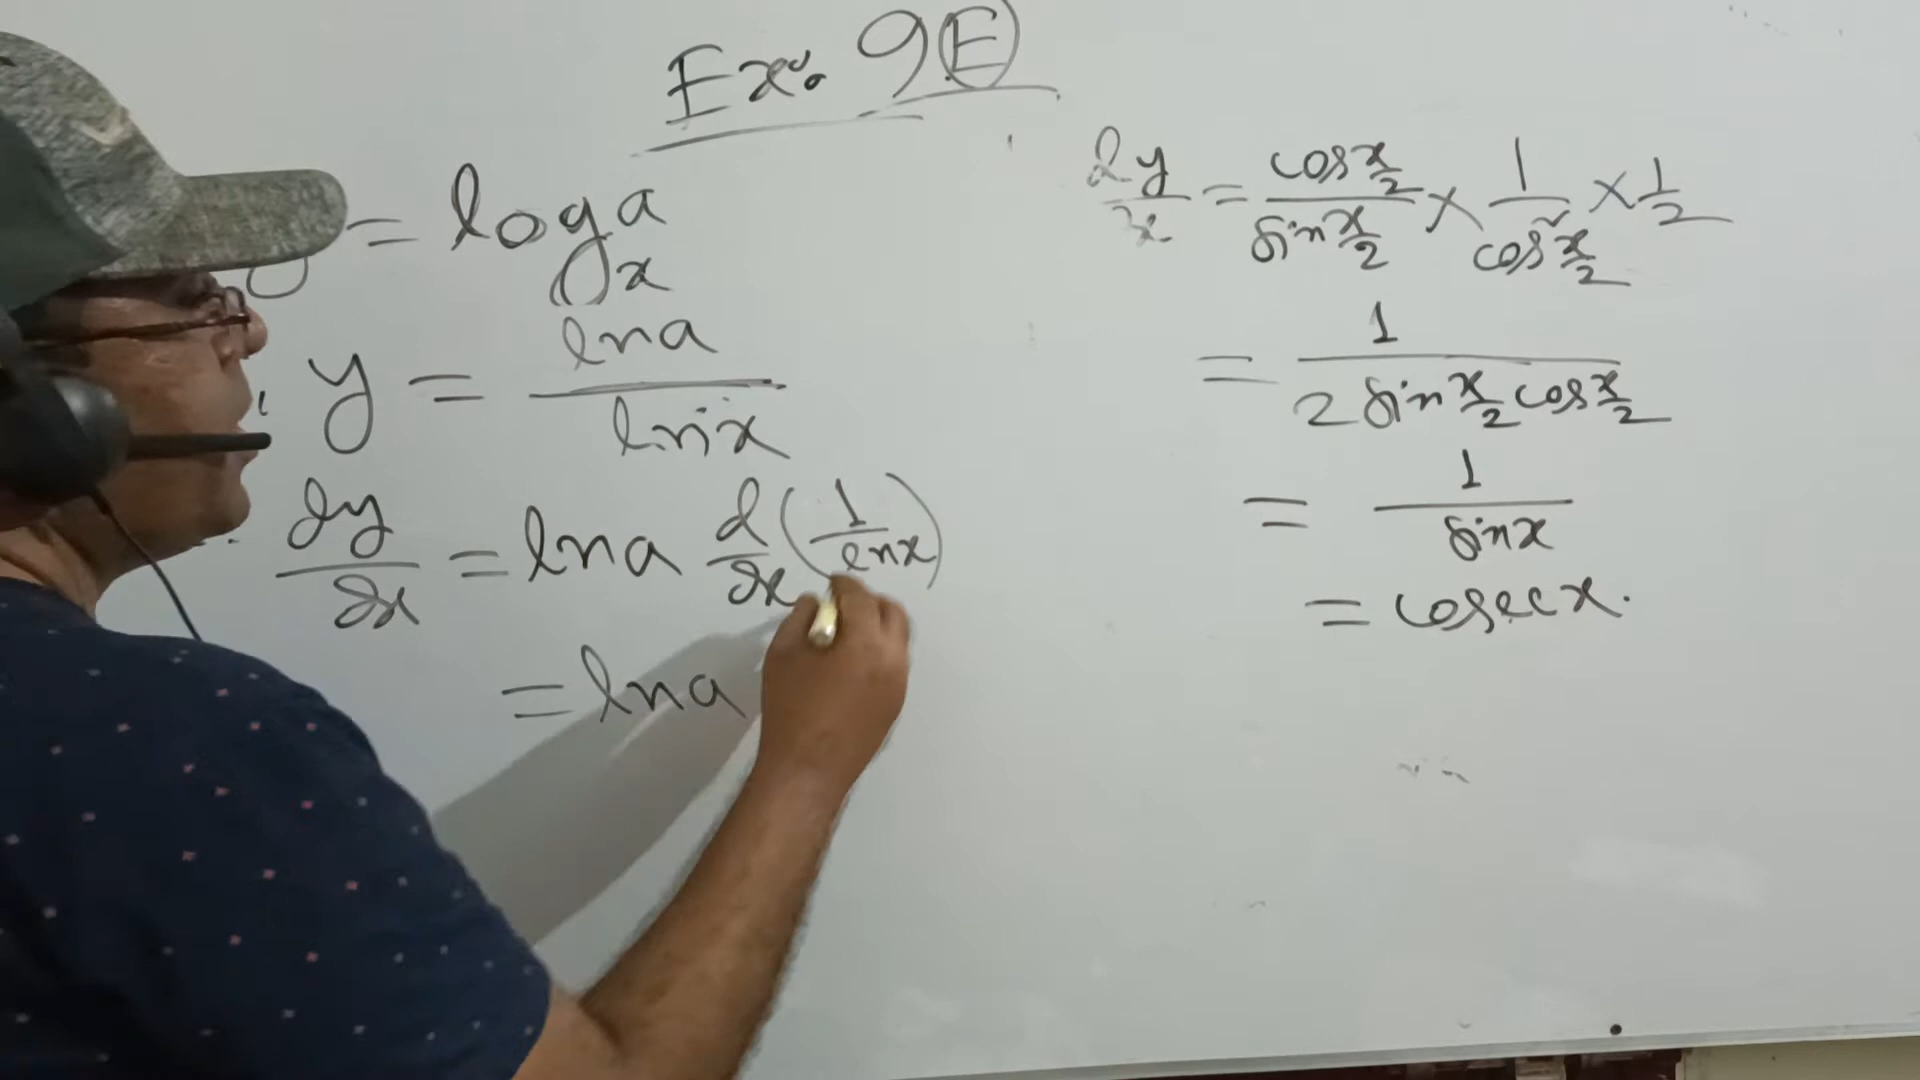 Ex: 9(E)
y = log_x a
y = ln a / ln x
dy/dx = ln a d/dx (1/ln x)
= ln a
dy/x = cos x/2 / sin x/2 × 1 / cos² x/2 × 1/2
= 1 / 2 sin x/2 cos x/2
= 1 / sin x
= cosec x.